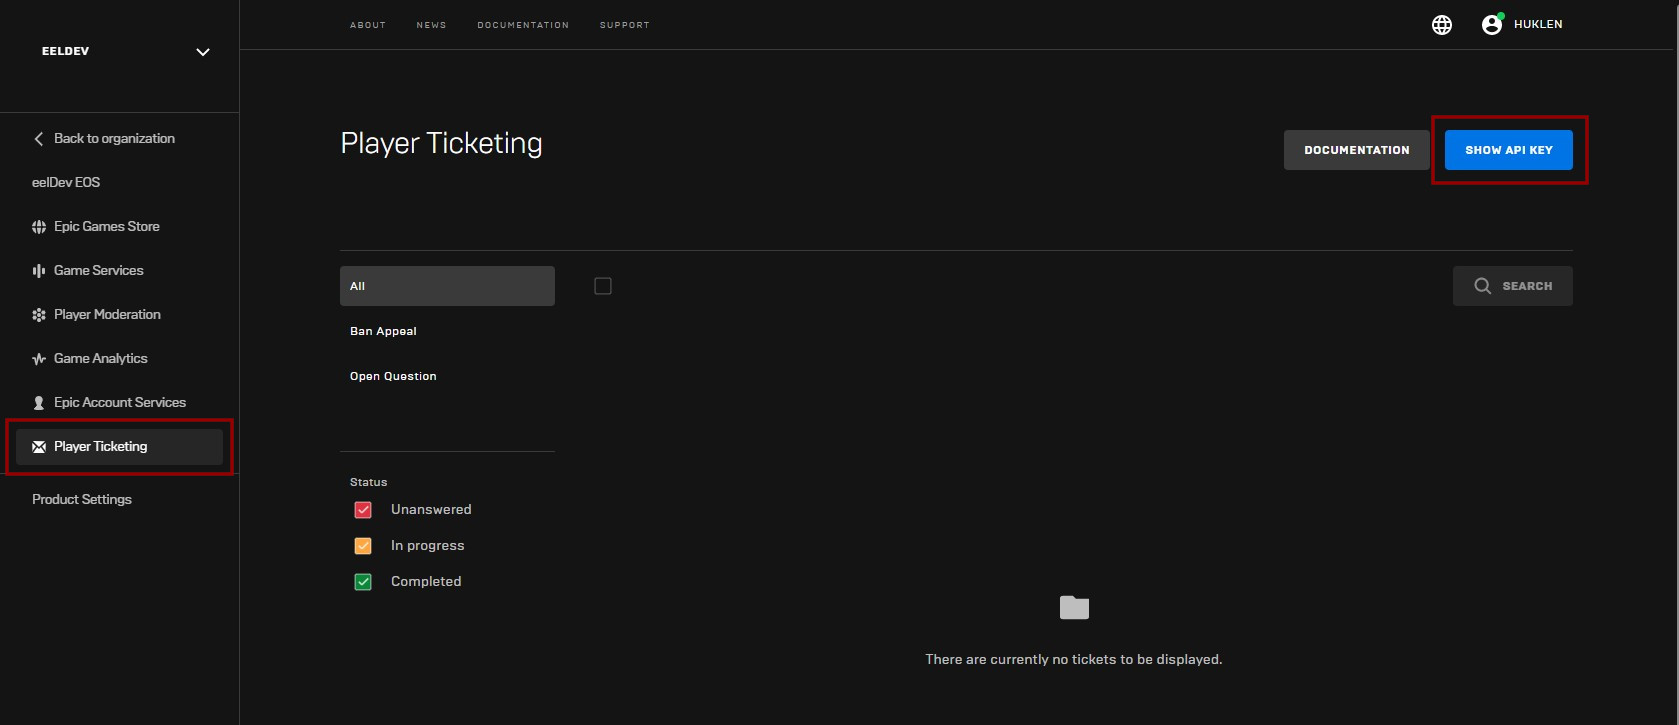 EELDEV
ABOUT NEWS DOCUMENTATION SUPPORT
HUKLEN
Back to organization
eelDev EOS
Epic Games Store
Game Services
Player Moderation
Game Analytics
Epic Account Services
Player Ticketing
Product Settings
Player Ticketing
DOCUMENTATION
SHOW API KEY
All
SEARCH
Ban Appeal
Open Question
Status
Unanswered
In progress
Completed
There are currently no tickets to be displayed.